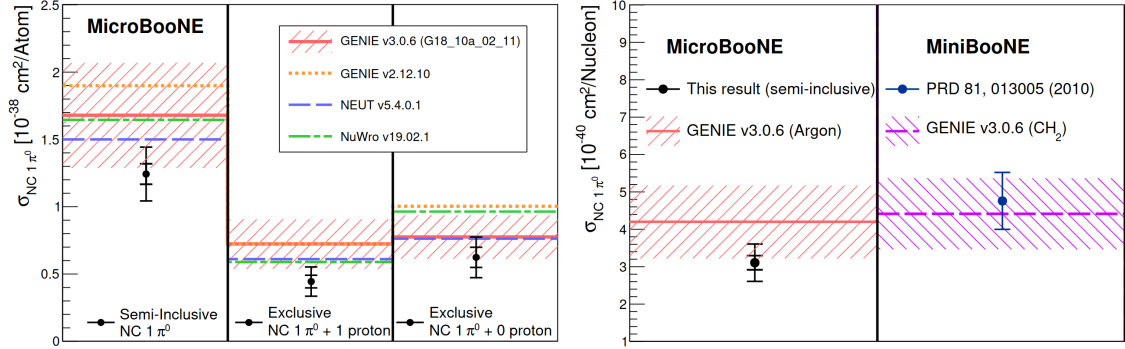 MicroBooNE
GENIE v3.0.6 (G18_10a_02_11)
GENIE v2.12.10
NEUT v5.4.0.1
NuWro v19.02.1
σ_{NC 1 π⁰} [10⁻³⁸ cm²/Atom]
2.5
2
1.5
1
0.5
0
Semi-Inclusive
NC 1 π⁰
Exclusive
NC 1 π⁰ + 1 proton
Exclusive
NC 1 π⁰ + 0 proton
MicroBooNE
MiniBooNE
This result (semi-inclusive)
PRD 81, 013005 (2010)
GENIE v3.0.6 (Argon)
GENIE v3.0.6 (CH₂)
σ_{NC 1 π⁰} [10⁻⁴⁰ cm²/Nucleon]
10
9
8
7
6
5
4
3
2
1